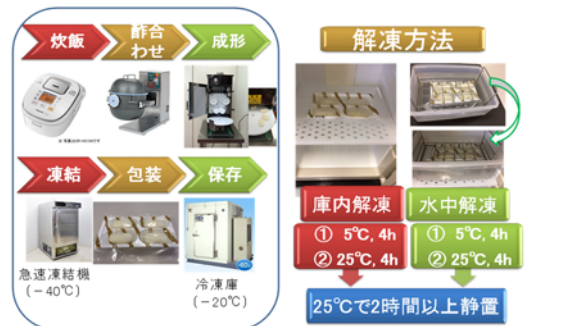 炊飯
酢合
わせ
成形
凍結
包装
保存
急速凍結機
(－40℃)
冷凍庫
(－20℃)
解凍方法
庫内解凍
① 5℃, 4h
② 25℃, 4h
水中解凍
① 5℃, 4h
② 25℃, 4h
25℃で2時間以上静置